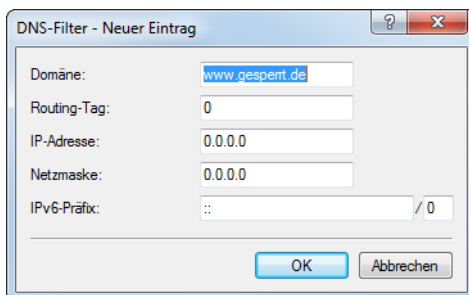 DNS-Filter - Neuer Eintrag
?
Domäne: www.gesperrt.de
Routing-Tag: 0
IP-Adresse: 0.0.0.0
Netzmaske: 0.0.0.0
IPv6-Präfix: :: / 0
OK Abbrechen